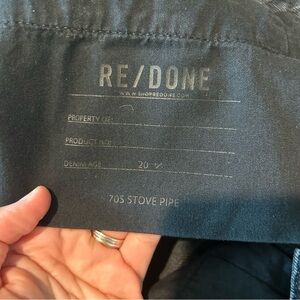 RE/DONE
WWW.SHOPREDONE.COM
PROPERTY OF:
PRODUCT NO:
DENIM AGE: 20
70S STOVE PIPE